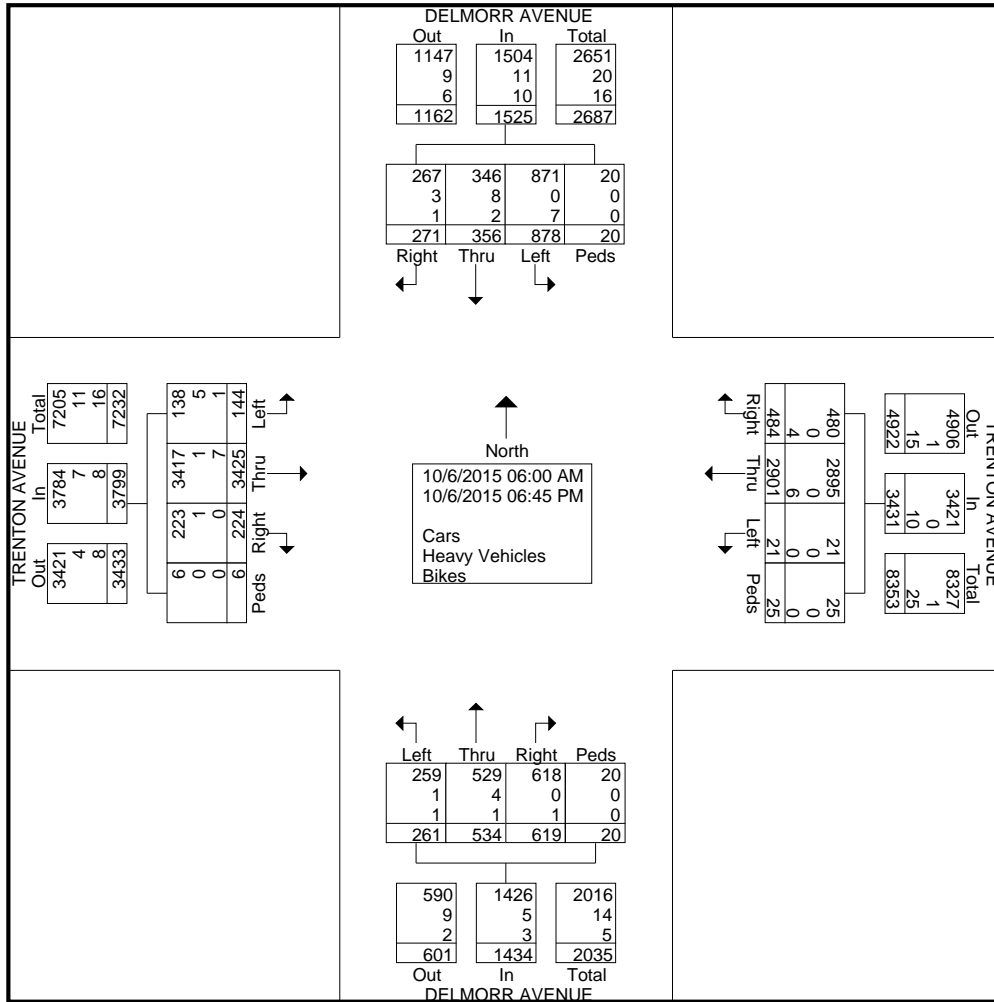 DELMORR AVENUE
Out In Total
1147 1504 2651
9 11 20
6 10 16
1162 1525 2687
267 346 871 20
3 8 0 0
1 2 7 0
271 356 878 20
Right Thru Left Peds
TRENTON AVENUE
Total In Out
7205 11 16 7232
3784 7 8 3799
3421 4 8 3433
138 5 1 144 Left
3417 1 7 3425 Thru
223 1 0 224 Right
6 0 0 6 Peds
North
10/6/2015 06:00 AM
10/6/2015 06:45 PM
Cars
Heavy Vehicles
Bikes
Right 484 4 0 480
Thru 2901 6 0 2895
Left 21 0 0 21
Peds 25 0 0 25
Out In Total
4922 15 1 4906
3431 10 0 3421
8353 25 1 8327
TRENTON AVENUE
Left Thru Right Peds
259 529 618 20
1 4 0 0
1 1 1 0
261 534 619 20
590 1426 2016
9 5 14
2 3 5
601 1434 2035
Out In Total
DELMORR AVENUE